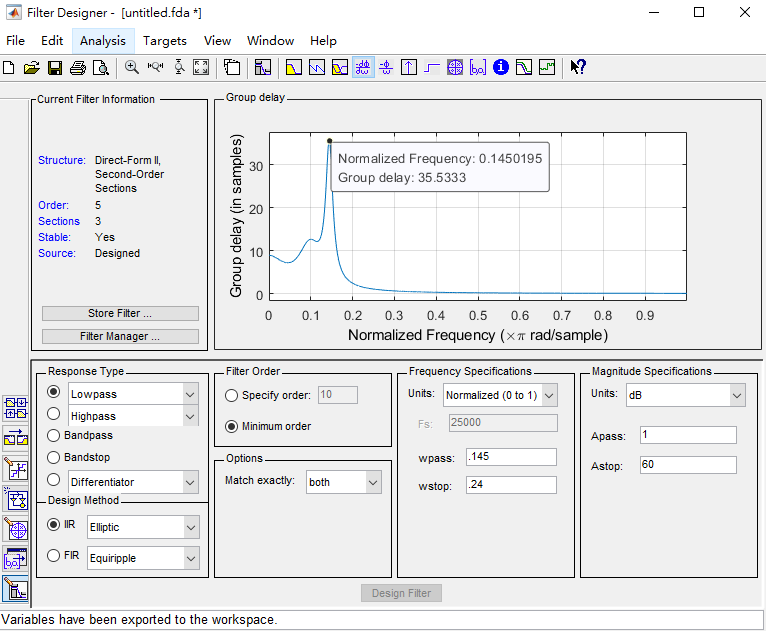 Filter Designer - [untitled.fda *]
File Edit Analysis Targets View Window Help
Current Filter Information
Structure: Direct-Form II,
Second-Order
Sections
Order: 5
Sections 3
Stable: Yes
Source: Designed
Store Filter ...
Filter Manager ...
Group delay
Group delay (in samples)
30
20
10
0
Normalized Frequency: 0.1450195
Group delay: 35.5333
0 0.1 0.2 0.3 0.4 0.5 0.6 0.7 0.8 0.9
Normalized Frequency (×π rad/sample)
Response Type
Lowpass
Highpass
Bandpass
Bandstop
Differentiator
Design Method
IIR Elliptic
FIR Equiripple
Filter Order
Specify order: 10
Minimum order
Options
Match exactly: both
Frequency Specifications
Units: Normalized (0 to 1)
Fs: 25000
wpass: .145
wstop: .24
Magnitude Specifications
Units: dB
Apass: 1
Astop: 60
Design Filter
Variables have been exported to the workspace.